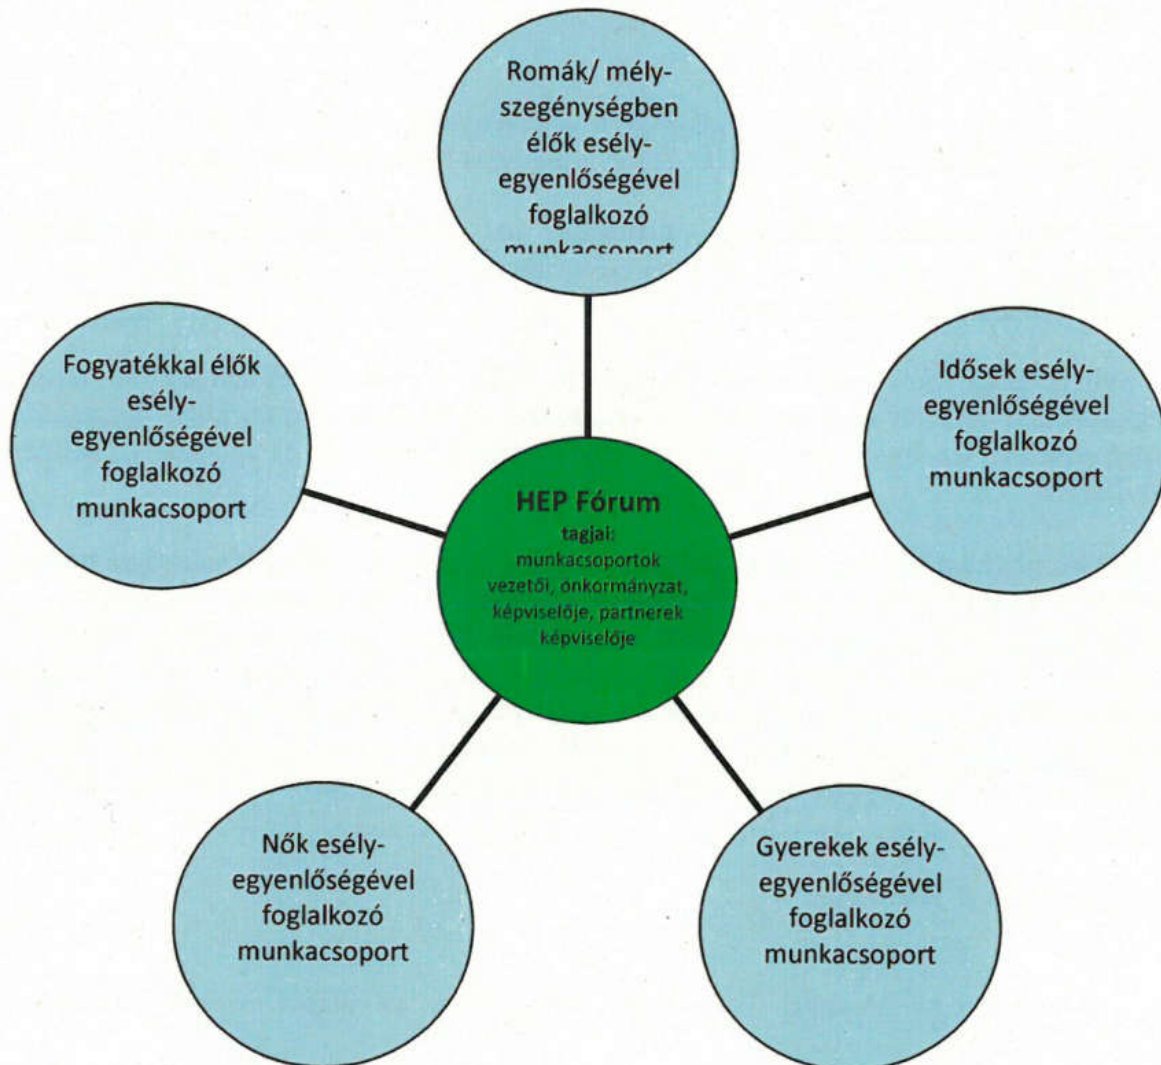 Romák/ mély-
szegénységben
élők esély-
egyenlőségével
foglalkozó
munkacsoport
Fogyatékkal élők
esély-
egyenlőségével
foglalkozó
munkacsoport
Idősek esély-
egyenlőségével
foglalkozó
munkacsoport
HEP Fórum
tagjai:
munkacsoportok
vezetői, önkormányzat,
képviselője, partnerek
képviselője
Nők esély-
egyenlőségével
foglalkozó
munkacsoport
Gyerekek esély-
egyenlőségével
foglalkozó
munkacsoport